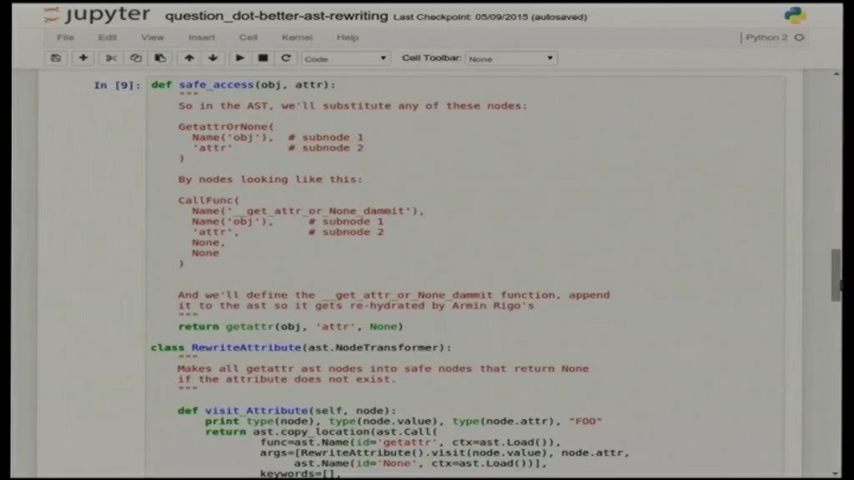 jupyter question_dot-better-ast-rewriting Last Checkpoint: 05/09/2015 (autosaved)
File Edit View Insert Cell Kernel Help Python 2
Code Cell Toolbar: None
In [9]: def safe_access(obj, attr):
"""
So in the AST, we'll substitute any of these nodes:
GetattrOrNone(
Name('obj'), # subnode 1
'attr' # subnode 2
)
By nodes looking like this:
CallFunc(
Name('__get_attr_or_None_dammit'),
Name('obj'), # subnode 1
'attr', # subnode 2
None,
None
)
And we'll define the __get_attr_or_None_dammit function, append
it to the ast so it gets re-hydrated by Armin Rigo's
"""
return getattr(obj, 'attr', None)
class RewriteAttribute(ast.NodeTransformer):
"""
Makes all getattr ast nodes into safe nodes that return None
if the attribute does not exist.
"""
def visit_Attribute(self, node):
print type(node), type(node.value), type(node.attr), "FOO"
return ast.copy_location(ast.Call(
func=ast.Name(id='getattr', ctx=ast.Load()),
args=[RewriteAttribute().visit(node.value), node.attr,
ast.Name(id='None', ctx=ast.Load())],
keywords=[],